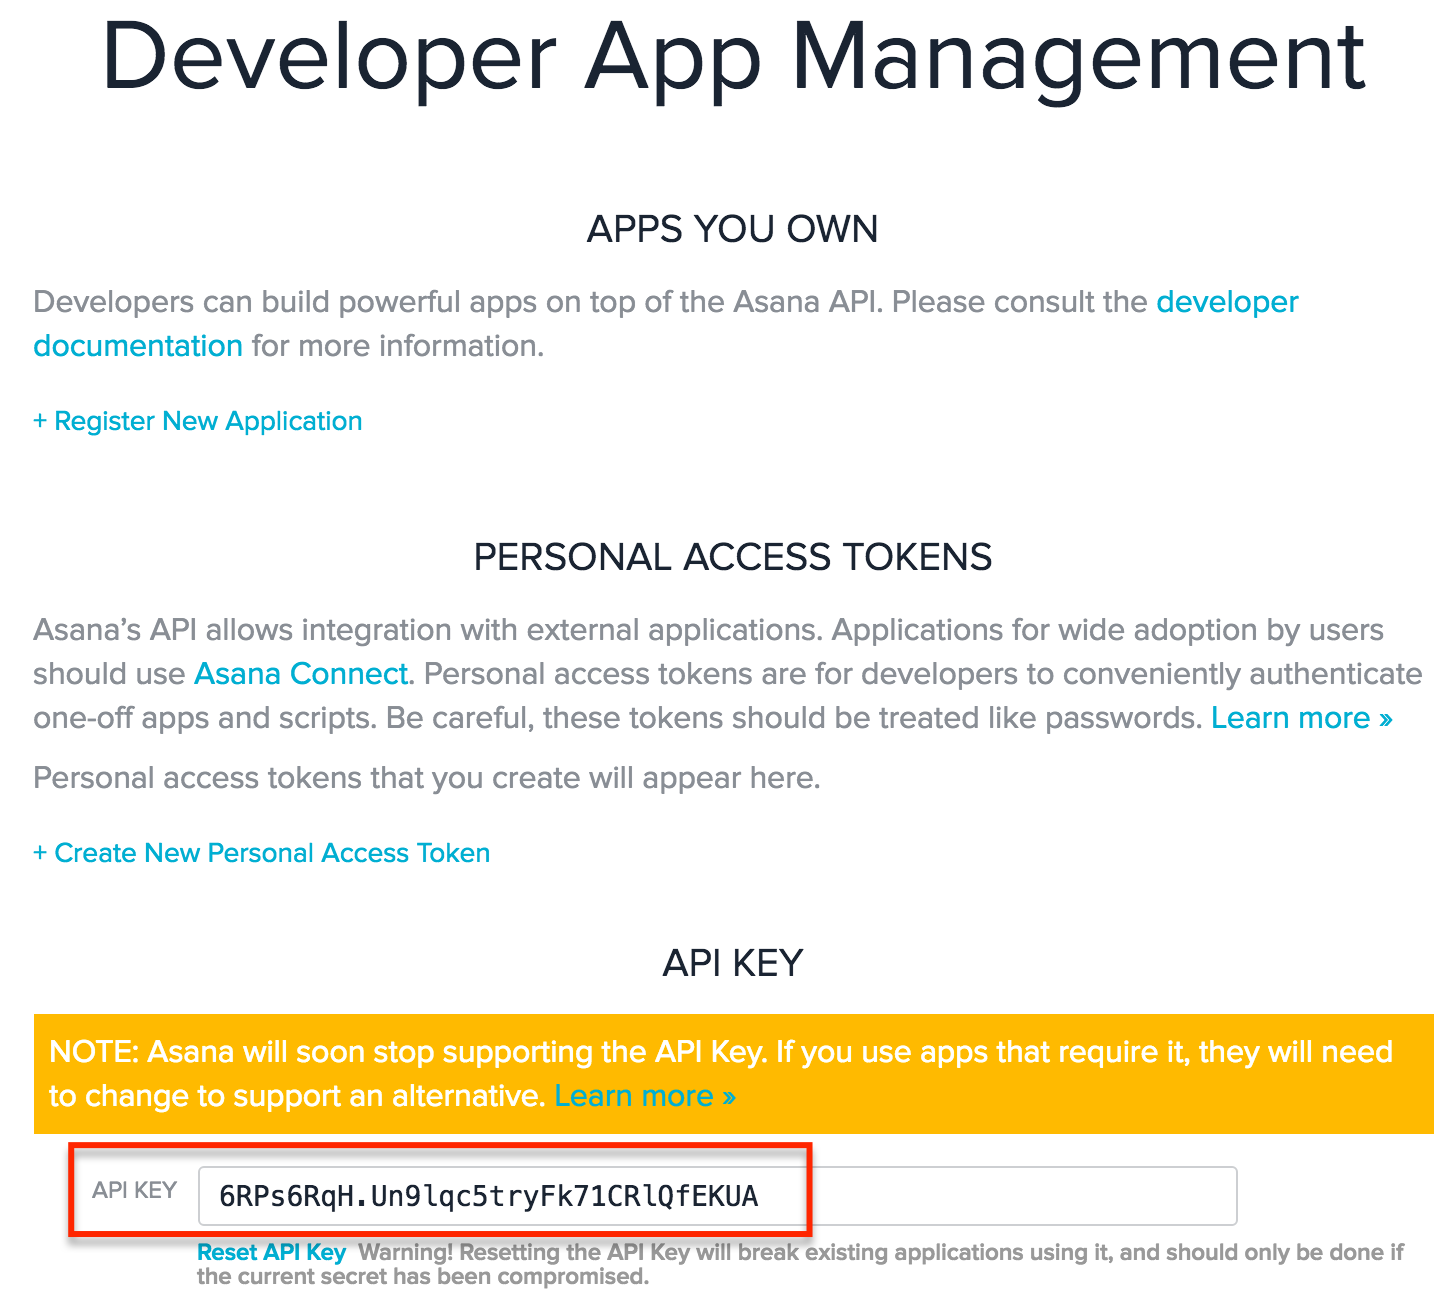 Developer App Management
APPS YOU OWN
Developers can build powerful apps on top of the Asana API. Please consult the developer
documentation for more information.
+ Register New Application
PERSONAL ACCESS TOKENS
Asana’s API allows integration with external applications. Applications for wide adoption by users
should use Asana Connect. Personal access tokens are for developers to conveniently authenticate
one-off apps and scripts. Be careful, these tokens should be treated like passwords. Learn more »
Personal access tokens that you create will appear here.
+ Create New Personal Access Token
API KEY
NOTE: Asana will soon stop supporting the API Key. If you use apps that require it, they will need
to change to support an alternative. Learn more »
API KEY 6RPs6RqH.Un9lqc5tryFk71CRlQfEKUA
Reset API Key Warning! Resetting the API Key will break existing applications using it, and should only be done if
the current secret has been compromised.